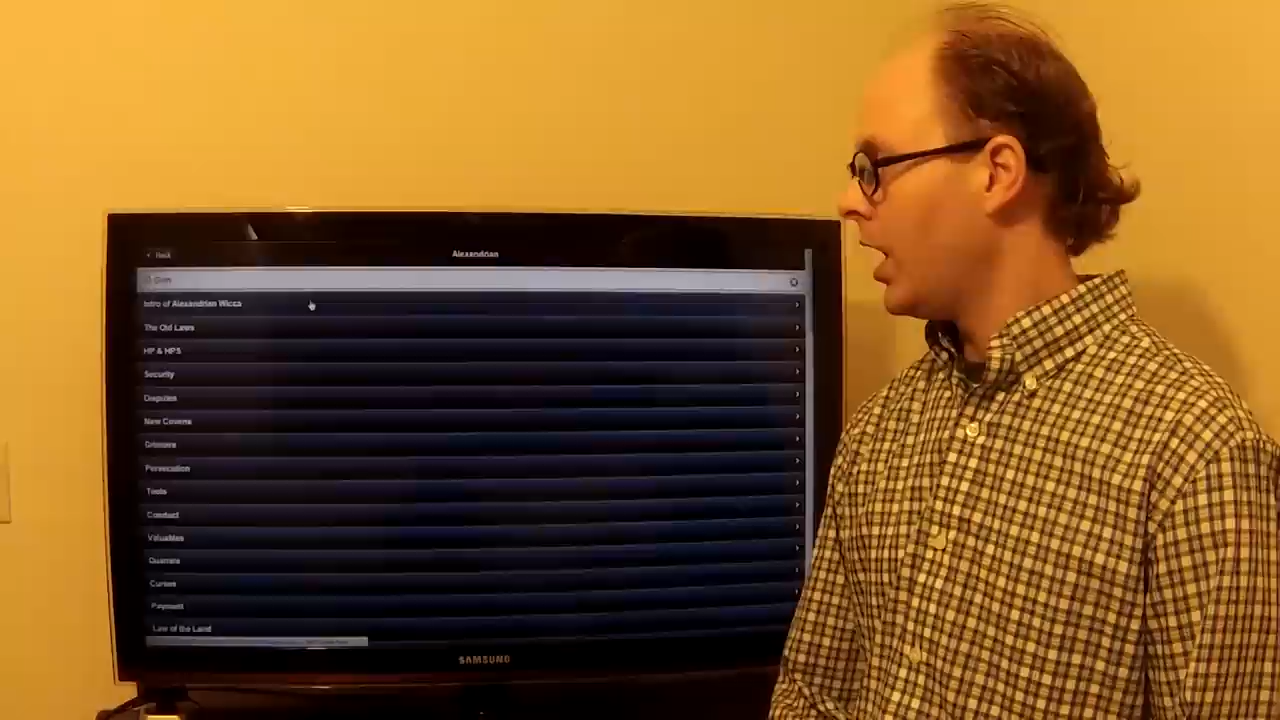 Back
Alexandrian
Intro of Alexandrian Wicca
The Old Laws
HP & HPS
Security
Disputes
New Covens
Grimoire
Persecution
Tools
Conduct
Valuables
Quarrels
Curses
Payment
Law of the Land
SAMSUNG